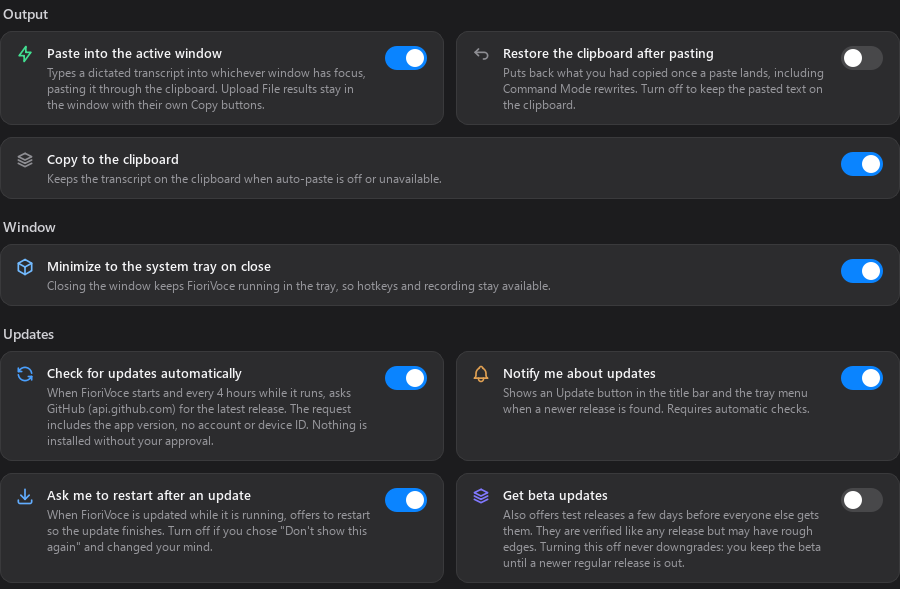 Output
Paste into the active window
Types a dictated transcript into whichever window has focus,
pasting it through the clipboard. Upload File results stay in
the window with their own Copy buttons.
Restore the clipboard after pasting
Puts back what you had copied once a paste lands, including
Command Mode rewrites. Turn off to keep the pasted text on
the clipboard.
Copy to the clipboard
Keeps the transcript on the clipboard when auto-paste is off or unavailable.
Window
Minimize to the system tray on close
Closing the window keeps FioriVoce running in the tray, so hotkeys and recording stay available.
Updates
Check for updates automatically
When FioriVoce starts and every 4 hours while it runs, asks
GitHub (api.github.com) for the latest release. The request
includes the app version, no account or device ID. Nothing is
installed without your approval.
Notify me about updates
Shows an Update button in the title bar and the tray menu
when a newer release is found. Requires automatic checks.
Ask me to restart after an update
When FioriVoce is updated while it is running, offers to restart
so the update finishes. Turn off if you chose "Don't show this
again" and changed your mind.
Get beta updates
Also offers test releases a few days before everyone else gets
them. They are verified like any release but may have rough
edges. Turning this off never downgrades: you keep the beta
until a newer regular release is out.